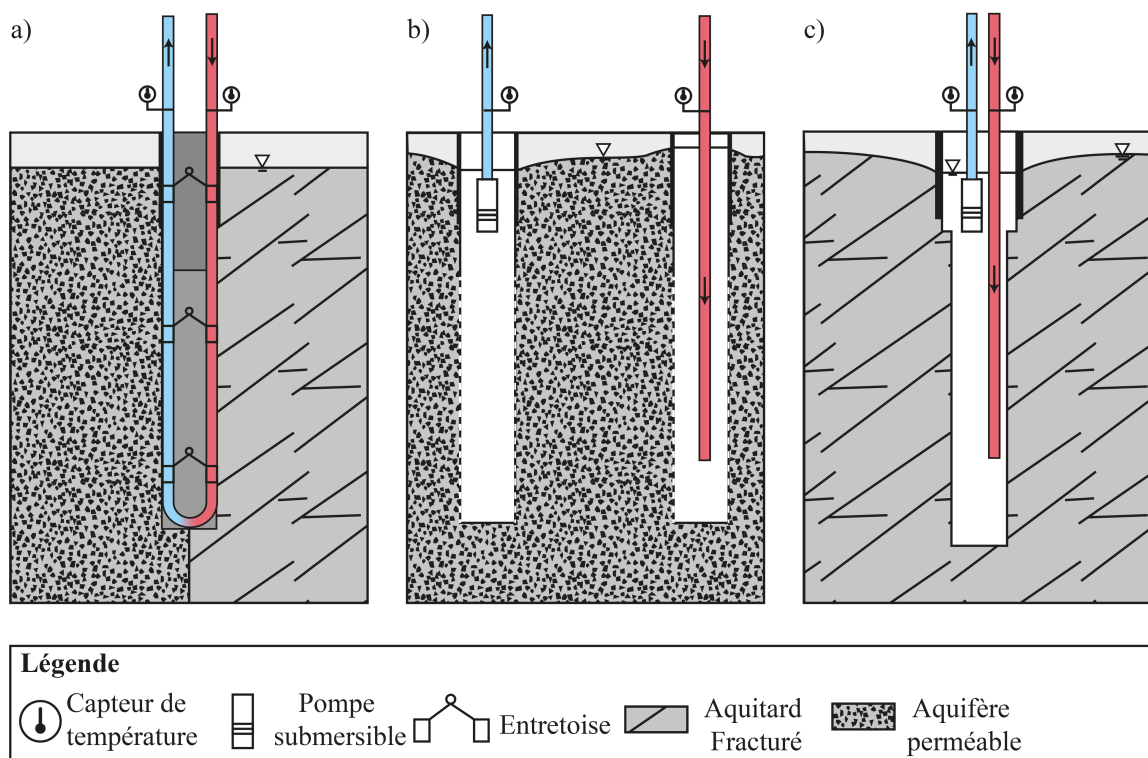 a)
b)
c)
Légende
Capteur de
température
Pompe
submersible
Entretoise
Aquitard
Fracturé
Aquifère
perméable